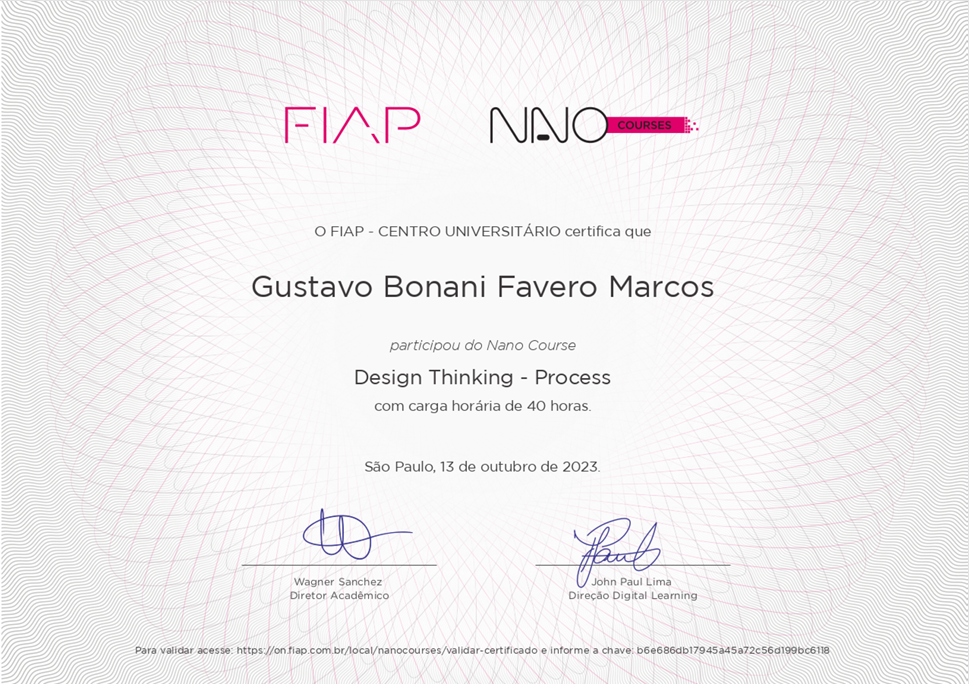 FIAP NANO COURSES
O FIAP - CENTRO UNIVERSITÁRIO certifica que
Gustavo Bonani Favero Marcos
participou do Nano Course
Design Thinking - Process
com carga horária de 40 horas.
São Paulo, 13 de outubro de 2023.
Wagner Sanchez
Diretor Acadêmico
John Paul Lima
Direção Digital Learning
Para validar acesse: https://on.fiap.com.br/local/nanocourses/validar-certificado e informe a chave: b6e686db17945a45a72c56d199bc6118